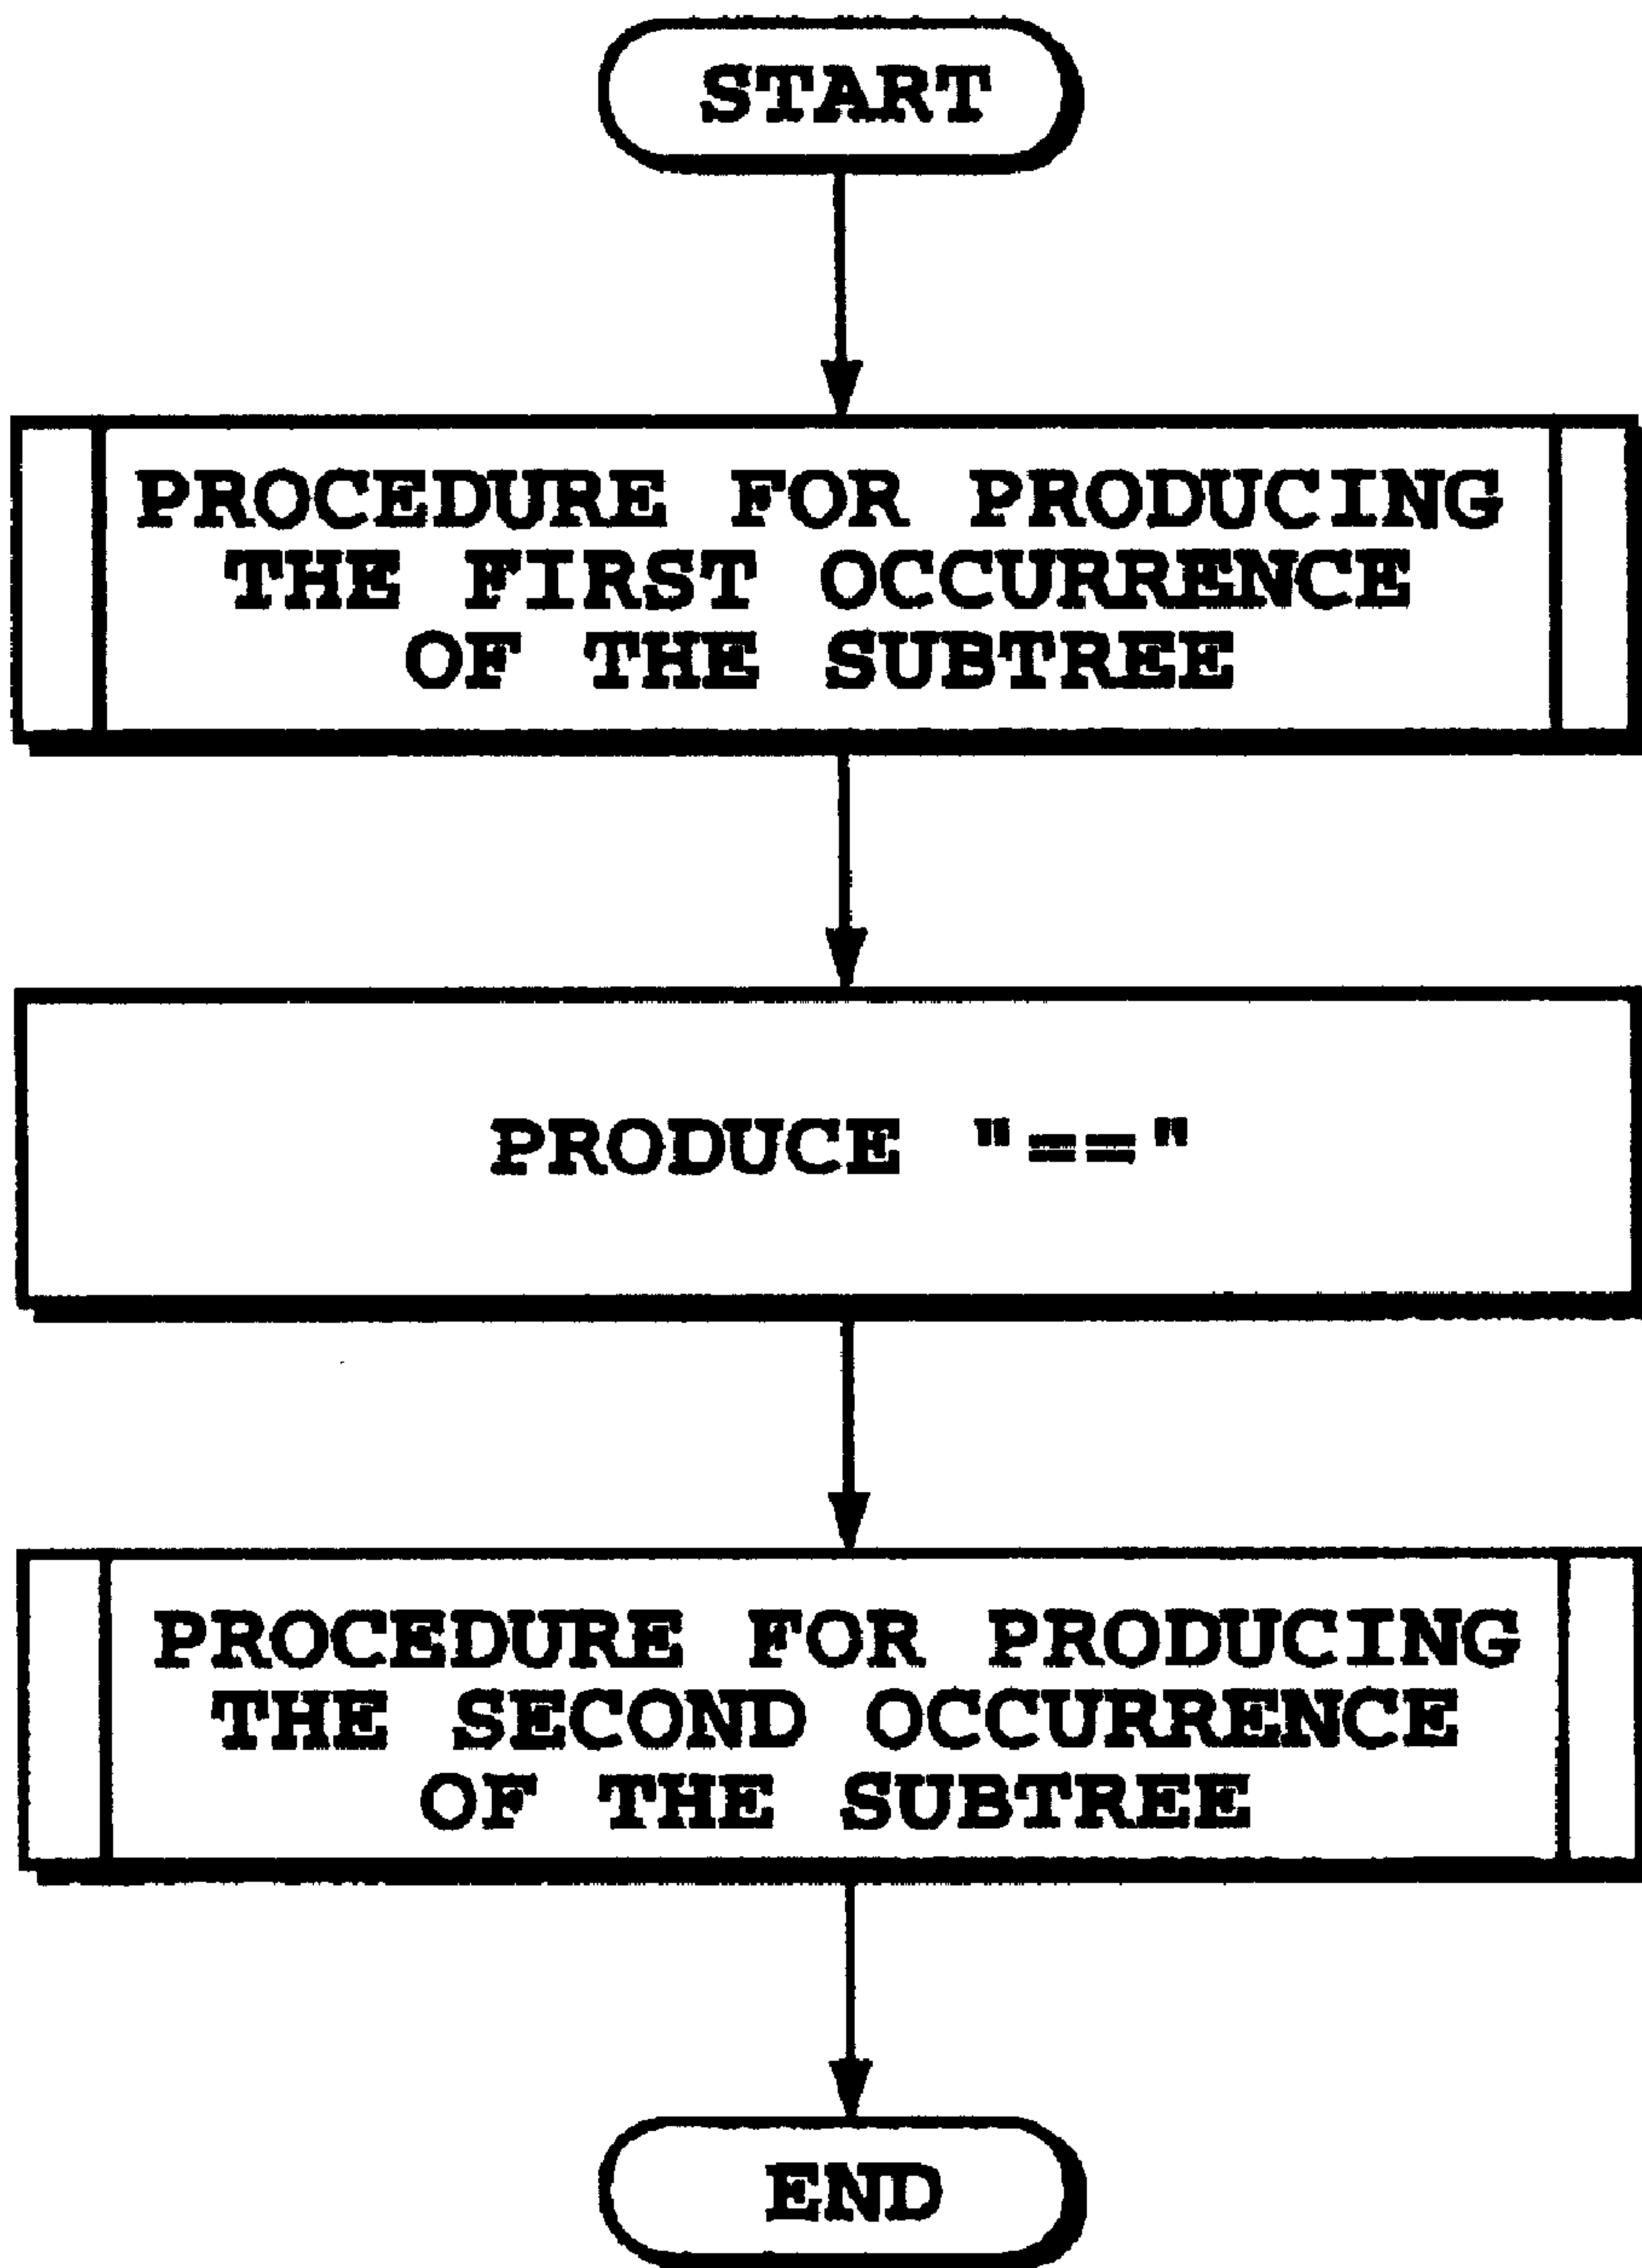 START
PROCEDURE FOR PRODUCING
THE FIRST OCCURRENCE
OF THE SUBTREE
PRODUCE "=="
PROCEDURE FOR PRODUCING
THE SECOND OCCURRENCE
OF THE SUBTREE
END